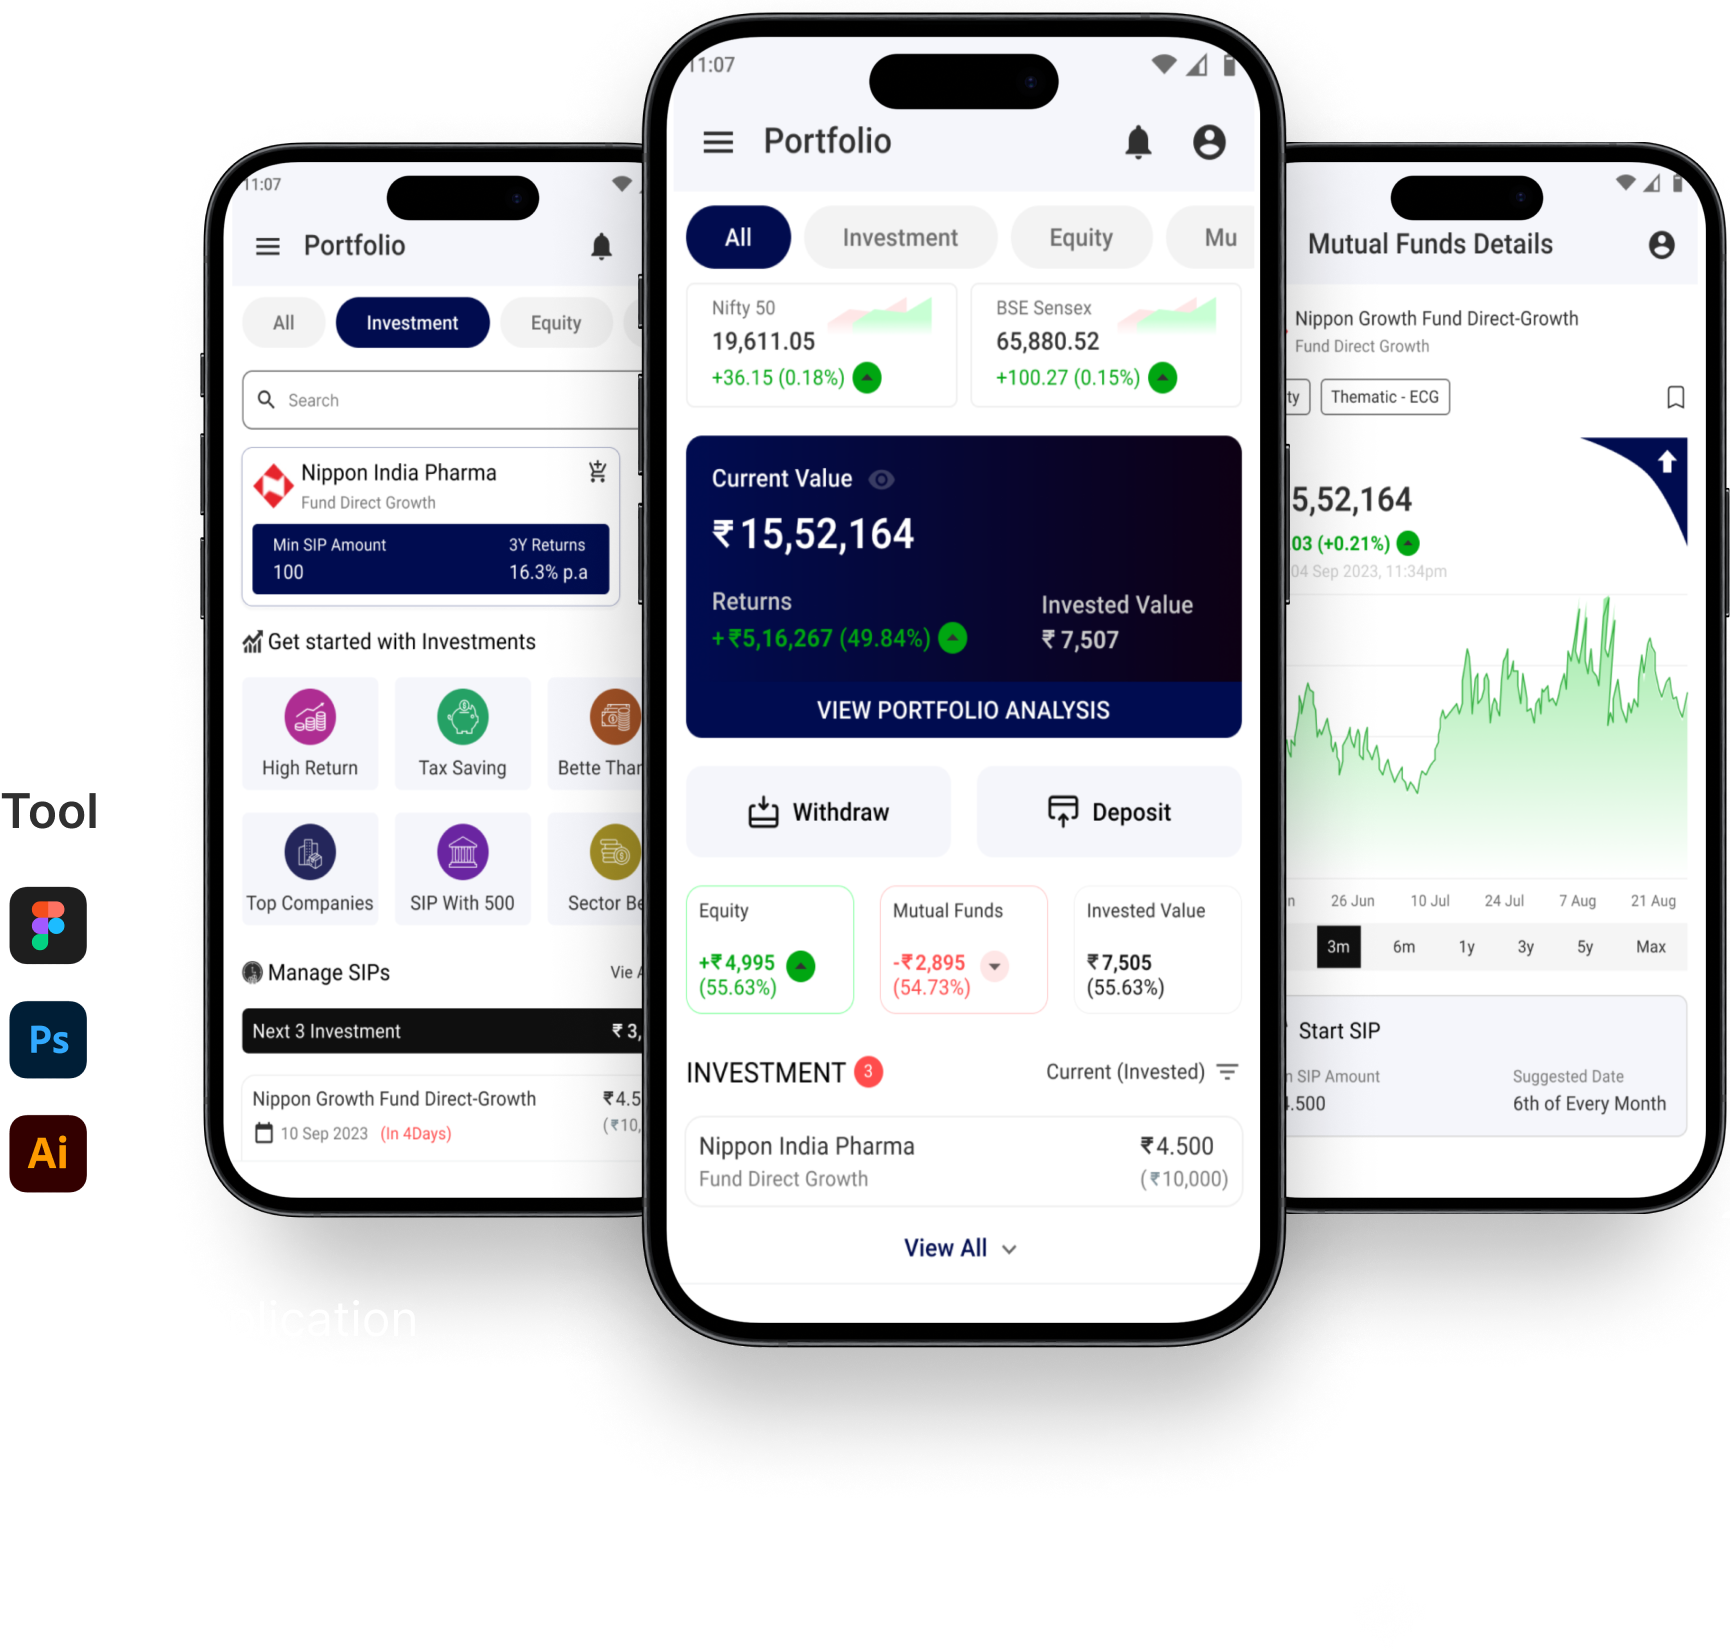 Tool
Ps
Ai
lication
11:07
Portfolio
All
Investment
Equity
Search
Nippon India Pharma
Fund Direct Growth
Min SIP Amount
3Y Returns
100
16.3% p.a
Get started with Investments
High Return
Tax Saving
Bette Than
Top Companies
SIP With 500
Sector Be
Manage SIPs
Vie A
Next 3 Investment
₹ 3,
Nippon Growth Fund Direct-Growth
₹4.5
10 Sep 2023 (In 4Days)
(₹10,
11:07
Portfolio
All
Investment
Equity
Mu
Nifty 50
19,611.05
+36.15 (0.18%)
BSE Sensex
65,880.52
+100.27 (0.15%)
Current Value
₹ 15,52,164
Returns
+ ₹5,16,267 (49.84%)
Invested Value
₹ 7,507
VIEW PORTFOLIO ANALYSIS
Withdraw
Deposit
Equity
+₹ 4,995
(55.63%)
Mutual Funds
-₹ 2,895
(54.73%)
Invested Value
₹ 7,505
(55.63%)
INVESTMENT 3
Current (Invested)
Nippon India Pharma
₹ 4.500
Fund Direct Growth
(₹10,000)
View All
Mutual Funds Details
Nippon Growth Fund Direct-Growth
Fund Direct Growth
ty
Thematic - ECG
5,52,164
03 (+0.21%)
04 Sep 2023, 11:34pm
n
26 Jun
10 Jul
24 Jul
7 Aug
21 Aug
3m
6m
1y
3y
5y
Max
Start SIP
n SIP Amount
Suggested Date
.500
6th of Every Month